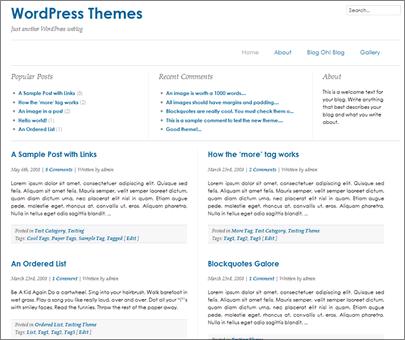 WordPress Themes
Search...
Just another WordPress weblog
Home About Blog Oh! Blog Gallery
Popular Posts
A Sample Post with Links (8)
How the 'more' tag works (2)
An image in a post (2)
Hello world! (1)
An Ordered List (1)
Recent Comments
An image is worth a 1000 words...
All images should have margins and padding...
Blockquotes are really cool. You must check them o...
This is a sample comment to test the new theme...
Good theme!...
About
This is a welcome text
for your blog. Write anything
that best describes your
blog and what you write
about.
A Sample Post with Links
May 6th, 2008 | 8 Comments | Written by admin
Lorem ipsum dolor sit amet, consectetuer adipiscing elit. Quisque sed
felis. Aliquam sit amet felis. Mauris semper, velit semper laoreet dictum,
quam diam dictum urna, nec placerat elit nisl in quam. Etiam augue
pede, molestie eget, rhoncus at, convallis ut, eros. Aliquam pharetra.
Nulla in tellus eget odio sagittis blandit. ...
Posted in Test Category, Testing
Tags: Cool Tags, Paper Tags, Sample Tag, Tagged [ Edit ]
How the 'more' tag works
March 23rd, 2008 | 2 Comments | Written by admin
Lorem ipsum dolor sit amet, consectetuer adipiscing elit. Quisque sed
felis. Aliquam sit amet felis. Mauris semper, velit semper laoreet dictum,
quam diam dictum urna, nec placerat elit nisl in quam. Etiam augue
pede, molestie eget, rhoncus at, convallis ut, eros. Aliquam pharetra.
Nulla in tellus eget odio sagittis blandit. ...
Posted in More Tag, Test Category, Testing Theme
Tags: Tag1, Tag2, Tag3 [ Edit ]
An Ordered List
March 23rd, 2008 | 1 Comment | Written by admin
Be A Kid Again Do a cartwheel. Sing into your hairbrush. Walk barefoot in
wet grass. Play a song you like really loud, over and over. Dot all your "i"'s
with smiley faces. Read the funnies. Throw the rest of the paper away.
Posted in Ordered List, Testing Theme
Tags: List, Tag1, Tag2, Tag3 [ Edit ]
Blockquotes Galore
March 23rd, 2008 | 1 Comment | Written by admin
Lorem ipsum dolor sit amet, consectetuer adipiscing elit. Quisque sed
felis. Aliquam sit amet felis. Mauris semper, velit semper laoreet dictum,
quam diam dictum urna, nec placerat elit nisl in quam. Etiam augue
pede, molestie eget, rhoncus at, convallis ut, eros. Aliquam pharetra.
Nulla in tellus eget odio sagittis blandit. ...